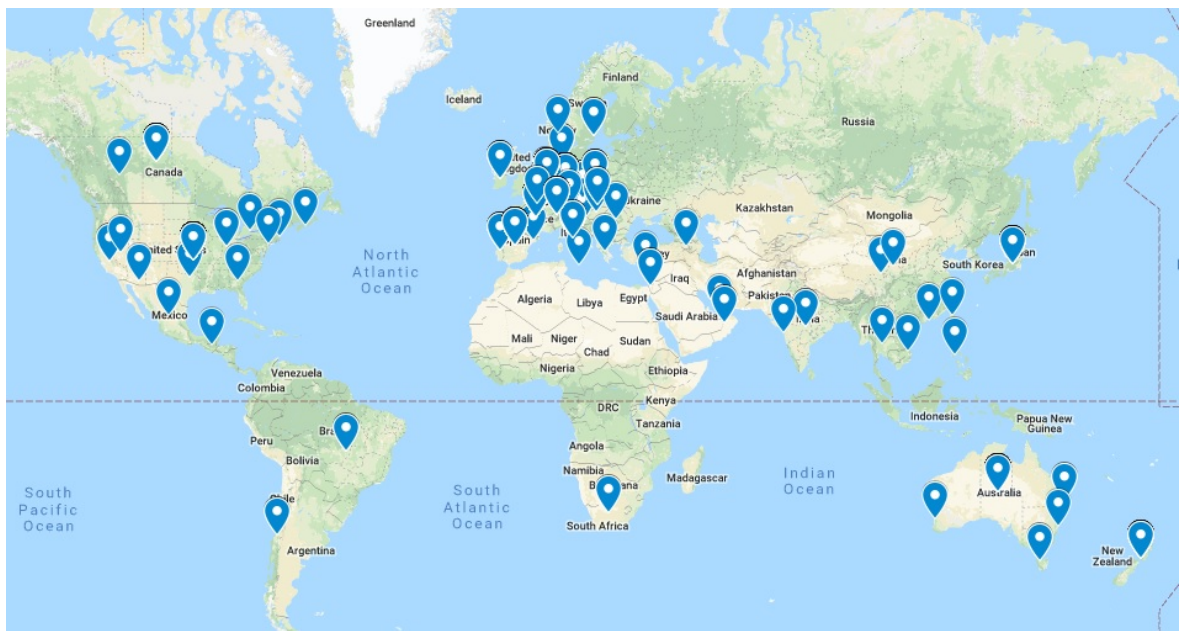 Greenland
Iceland
Finland
Russia
Canada
Ukraine
Kazakhstan
Mongolia
North
Atlantic
Ocean
South Korea
Afghanistan
Iraq
Pakistan
Algeria
Libya
Egypt
Saudi Arabia
Mexico
Mali
Niger
Sudan
Chad
Nigeria
Ethiopia
Venezuela
Colombia
DRC
Kenya
Tanzania
Indonesia
Papua New
Guinea
Peru
Bolivia
Angola
Namibia
Madagascar
Indian
Ocean
South
Pacific
Ocean
South
Atlantic
Ocean
Australia
South Africa
Argentina
New
Zealand